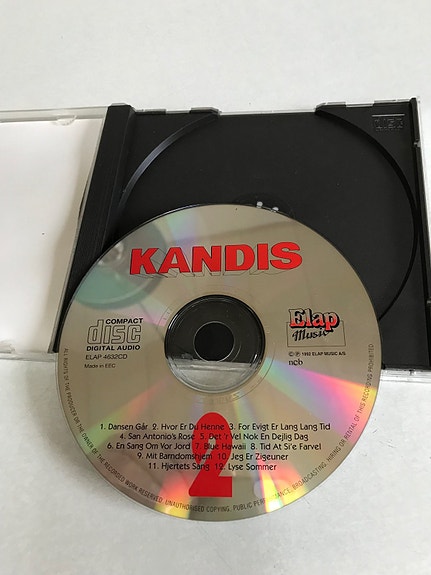 KANDIS
COMPACT
disc
DIGITAL AUDIO
ELAP 4632CD
Made in EEC
Elap
Music
© ℗ 1992 ELAP MUSIC A/S
ncb
2
1. Dansen Går 2. Hvor Er Du Henne 3. For Evigt Er Lang Lang Tid
4. San Antonio's Rose 5. Det 'r Vel Nok En Dejlig Dag
6. En Sang Om Vor Jord 7. Blue Hawaii 8. Tid At Si'e Farvel
9. Mit Barndomshjem 10. Jeg Er Zigeuner
11. Hjertets Sang 12. Lyse Sommer
ALL RIGHTS OF THE PRODUCER OR THE OWNER OF THE RECORDED WORK RESERVED. UNAUTHORISED COPYING, PUBLIC PERFORMANCE, BROADCASTING, HIRING OR RENTAL OF THIS RECORDING PROHIBITED